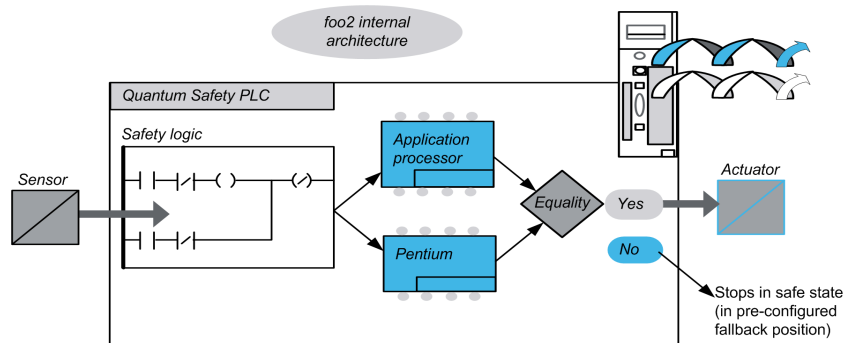 foo2 internal
architecture
Quantum Safety PLC
Safety logic
Sensor
Application
processor
Pentium
Equality
Yes
No
Actuator
Stops in safe state
(in pre-configured
fallback position)